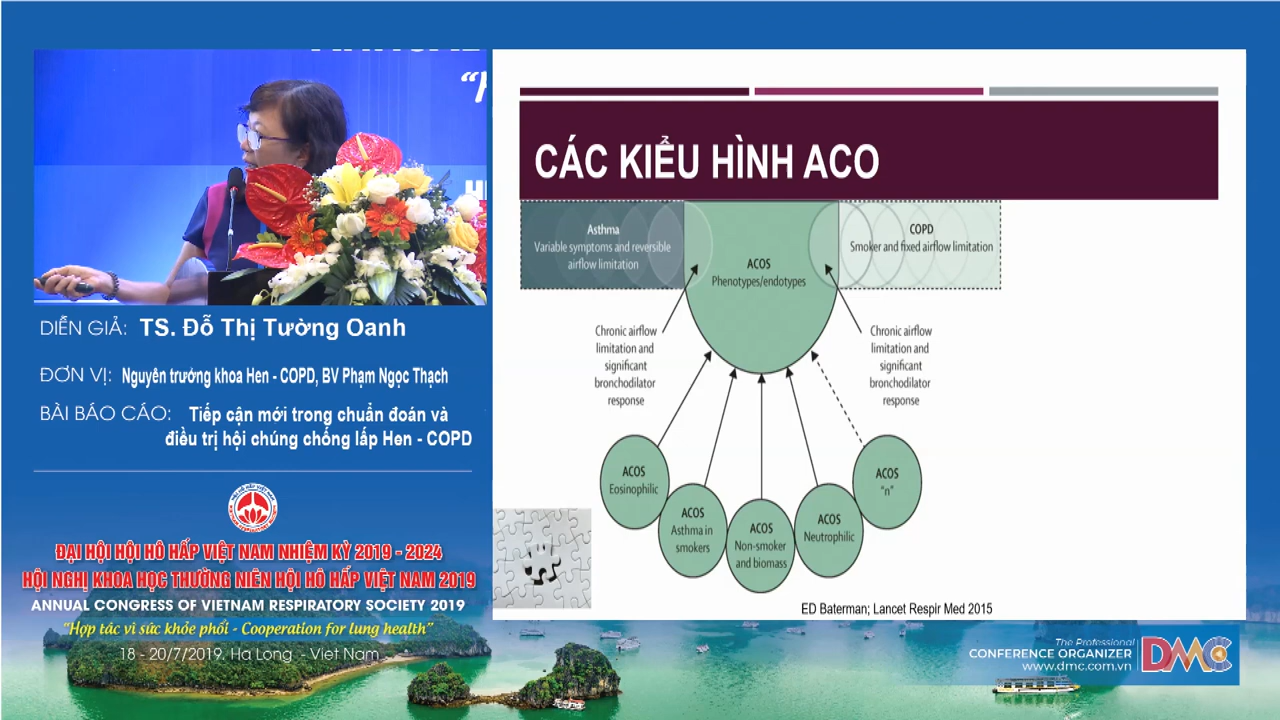 DIỄN GIẢ: TS. Đỗ Thị Tường Oanh
ĐƠN VỊ: Nguyên trưởng khoa Hen - COPD, BV Phạm Ngọc Thạch
BÀI BÁO CÁO: Tiếp cận mới trong chuẩn đoán và
điều trị hội chứng chồng lấp Hen - COPD
ĐẠI HỘI HỘI HÔ HẤP VIỆT NAM NHIỆM KỲ 2019 - 2024
HỘI NGHỊ KHOA HỌC THƯỜNG NIÊN HỘI HÔ HẤP VIỆT NAM 2019
ANNUAL CONGRESS OF VIETNAM RESPIRATORY SOCIETY 2019
"Hợp tác vì sức khỏe phổi - Cooperation for lung health"
18 - 20/7/2019. Ha Long - Viet Nam
CÁC KIỂU HÌNH ACO
Asthma
Variable symptoms and reversible
airflow limitation
ACOS
Phenotypes/endotypes
COPD
Smoker and fixed airflow limitation
Chronic airflow
limitation and
significant
bronchodilator
response
Chronic airflow
limitation and
significant
bronchodilator
response
ACOS
Eosinophilic
ACOS
Asthma in
smokers
ACOS
Non-smoker
and biomass
ACOS
Neutrophilic
ACOS
"n"
ED Baterman; Lancet Respir Med 2015
The Professional
CONFERENCE ORGANIZER
www.dmc.com.vn
DMC